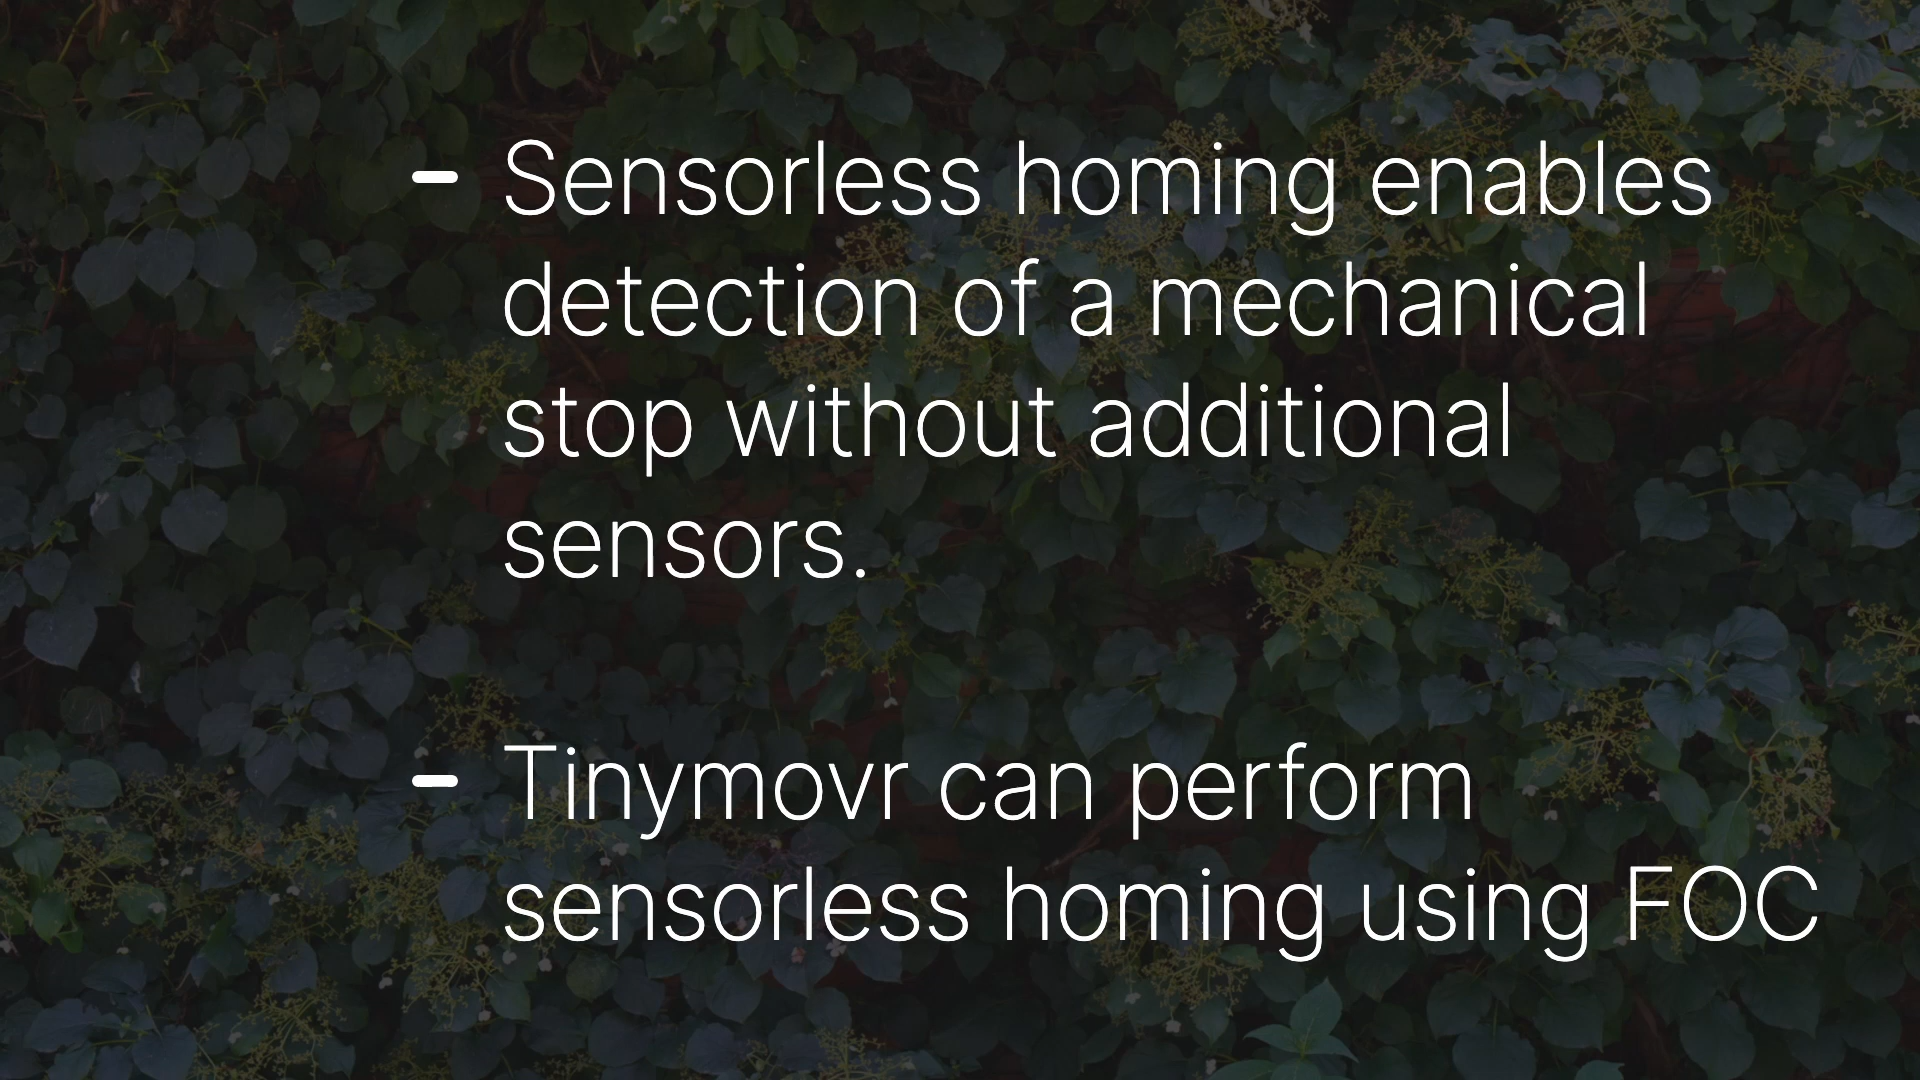 - Sensorless homing enables
detection of a mechanical
stop without additional
sensors.
- Tinymovr can perform
sensorless homing using FOC